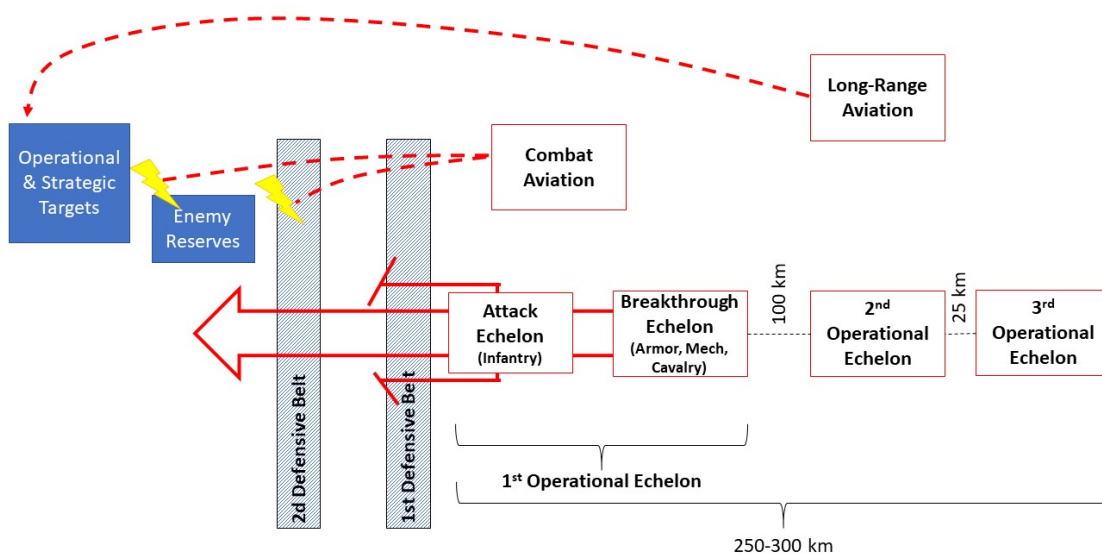 Long-Range
Aviation
Operational
& Strategic
Targets
Combat
Aviation
Enemy
Reserves
2d Defensive Belt
1st Defensive Belt
Attack
Echelon
(Infantry)
Breakthrough
Echelon
(Armor, Mech,
Cavalry)
100 km
2nd
Operational
Echelon
25 km
3rd
Operational
Echelon
1st Operational Echelon
250-300 km